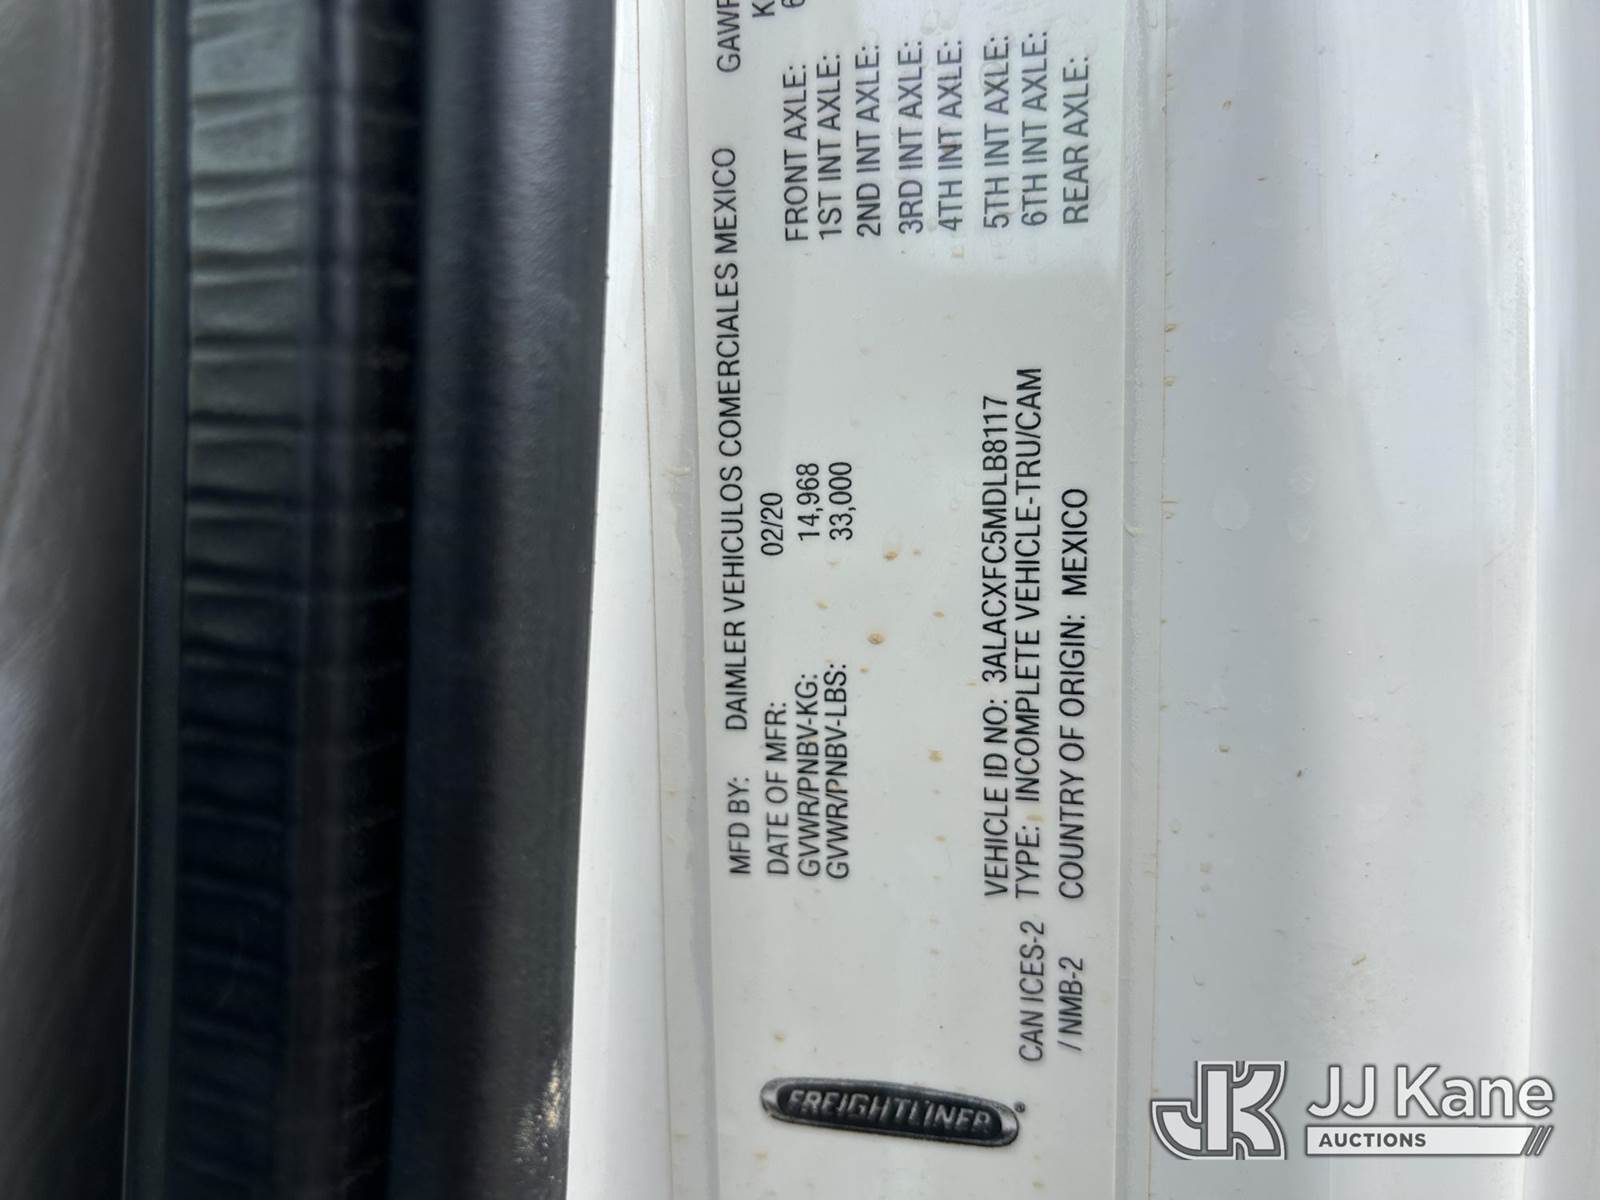 MFD BY: DAIMLER VEHICULOS COMERCIALES MEXICO GAWR
DATE OF MFR: 02/20
GVWR/PNBV-KG: 14,968
GVWR/PNBV-LBS: 33,000
FRONT AXLE:
1ST INT AXLE:
2ND INT AXLE:
3RD INT AXLE:
4TH INT AXLE:
5TH INT AXLE:
6TH INT AXLE:
REAR AXLE:
VEHICLE ID NO: 3ALACXFC5MDLB8117
TYPE: INCOMPLETE VEHICLE-TRU/CAM
COUNTRY OF ORIGIN: MEXICO
CAN ICES-2
/ NMB-2
FREIGHTLINER®
JK JJ Kane
AUCTIONS